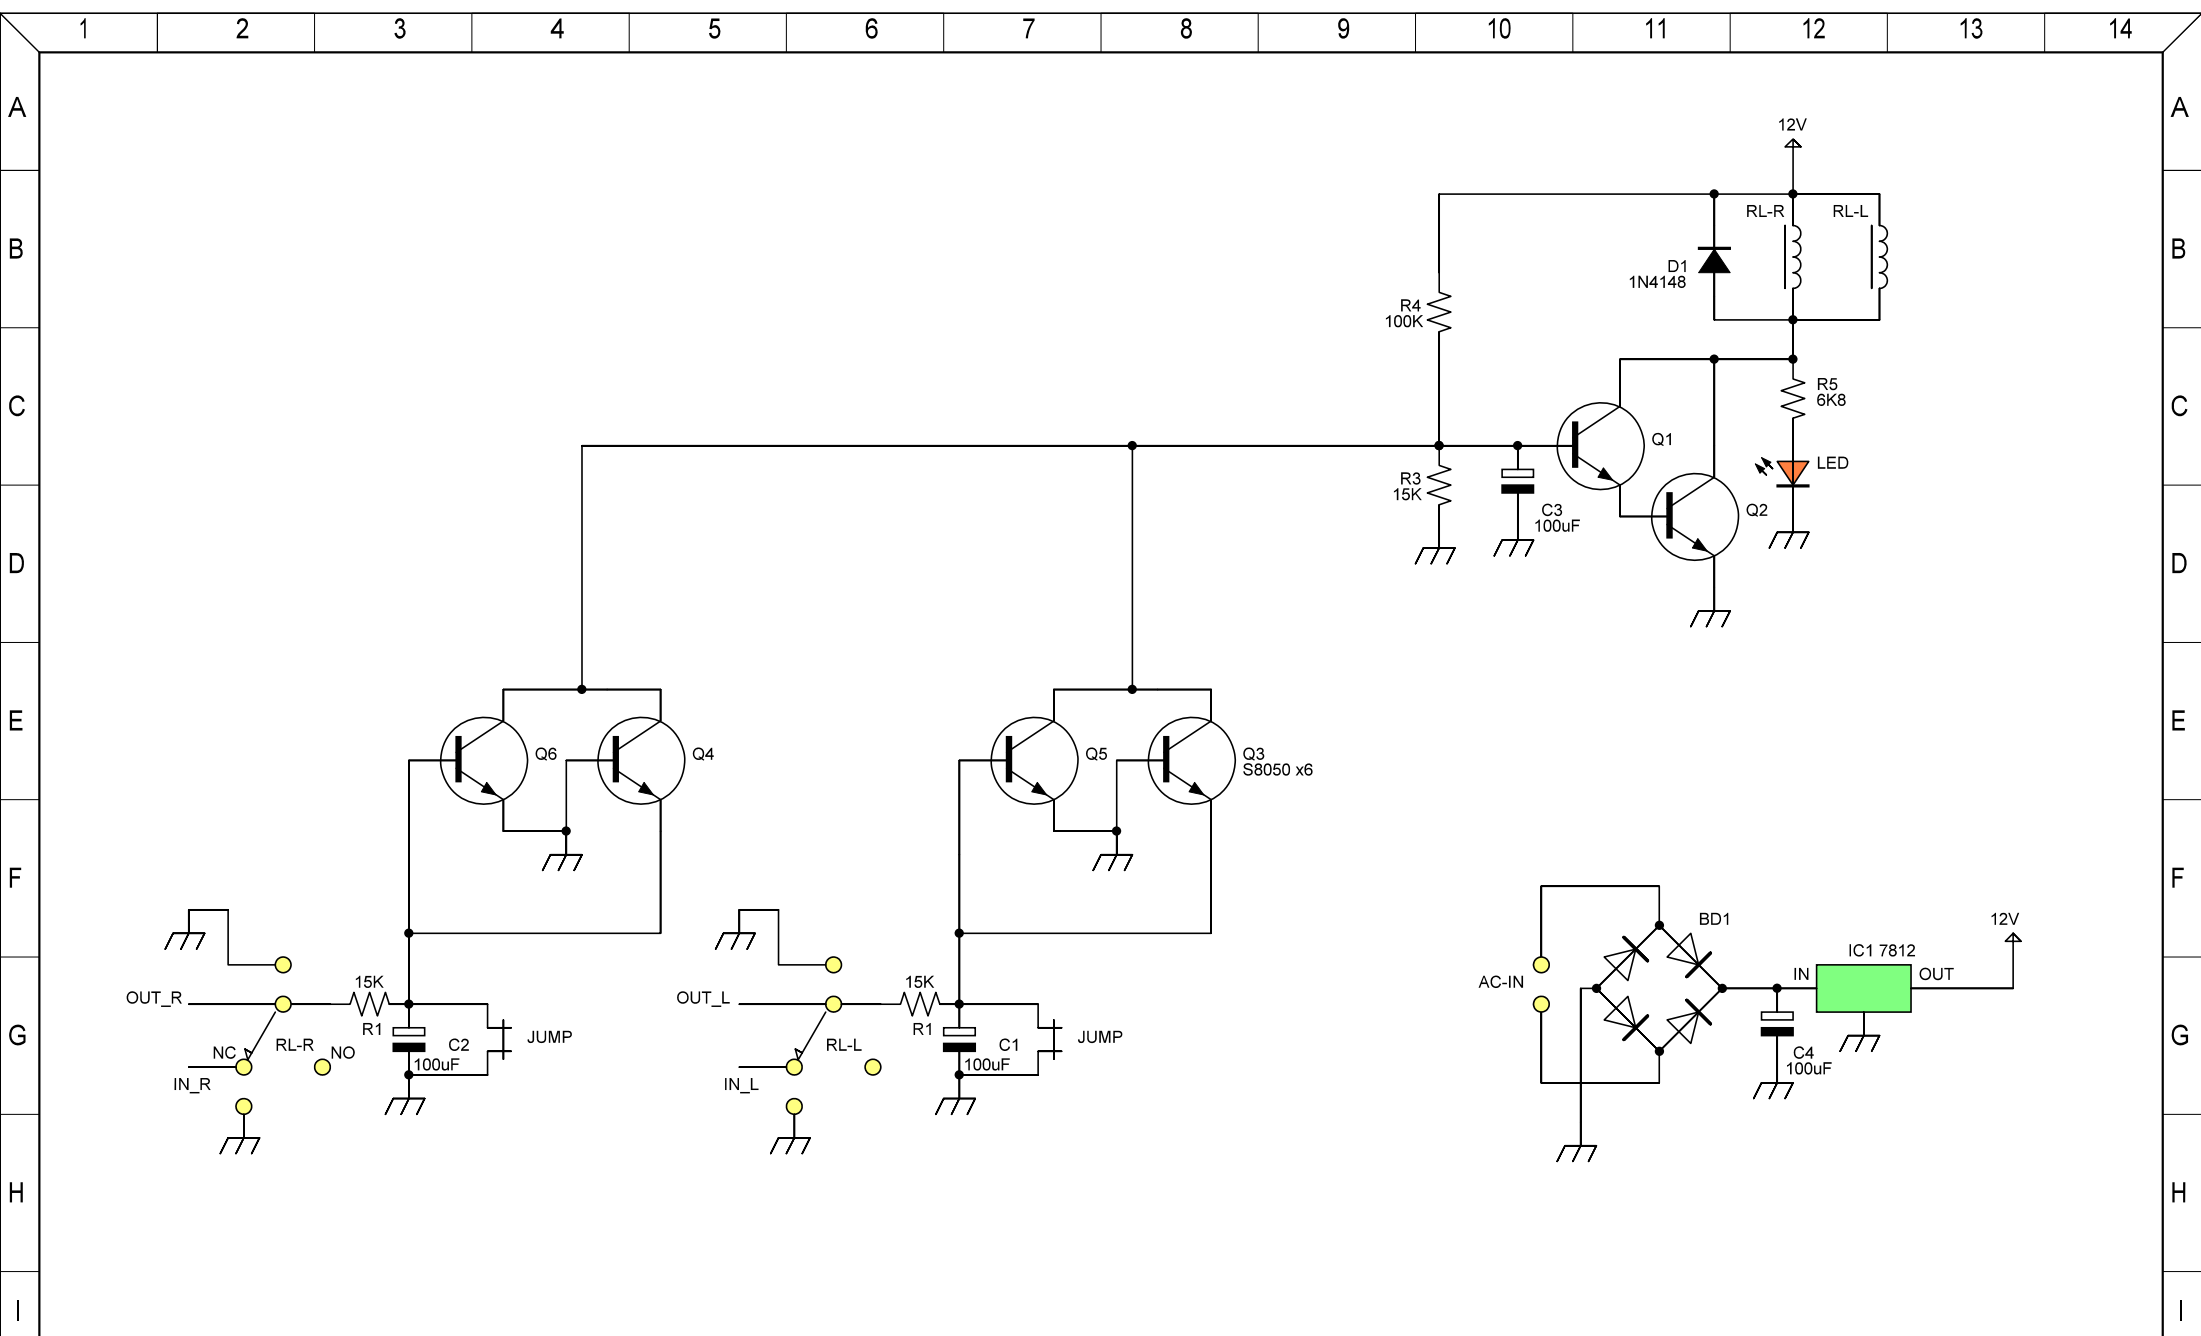 1 2 3 4 5 6 7 8 9 10 11 12 13 14
A A
12V
B B
RL-R RL-L
D1
1N4148
R4
100K
C C
R5
6K8
Q1
LED
R3
15K
C3
100uF
Q2
D D
E E
Q6 Q4 Q5 Q3
S8050 x6
F F
BD1 12V
IC1 7812
AC-IN IN OUT
15K 15K
OUT_R OUT_L
R1 R1
G G
JUMP JUMP
NC RL-R NO C2 RL-L C1
100uF 100uF
C4
100uF
IN_R IN_L
H H
I I